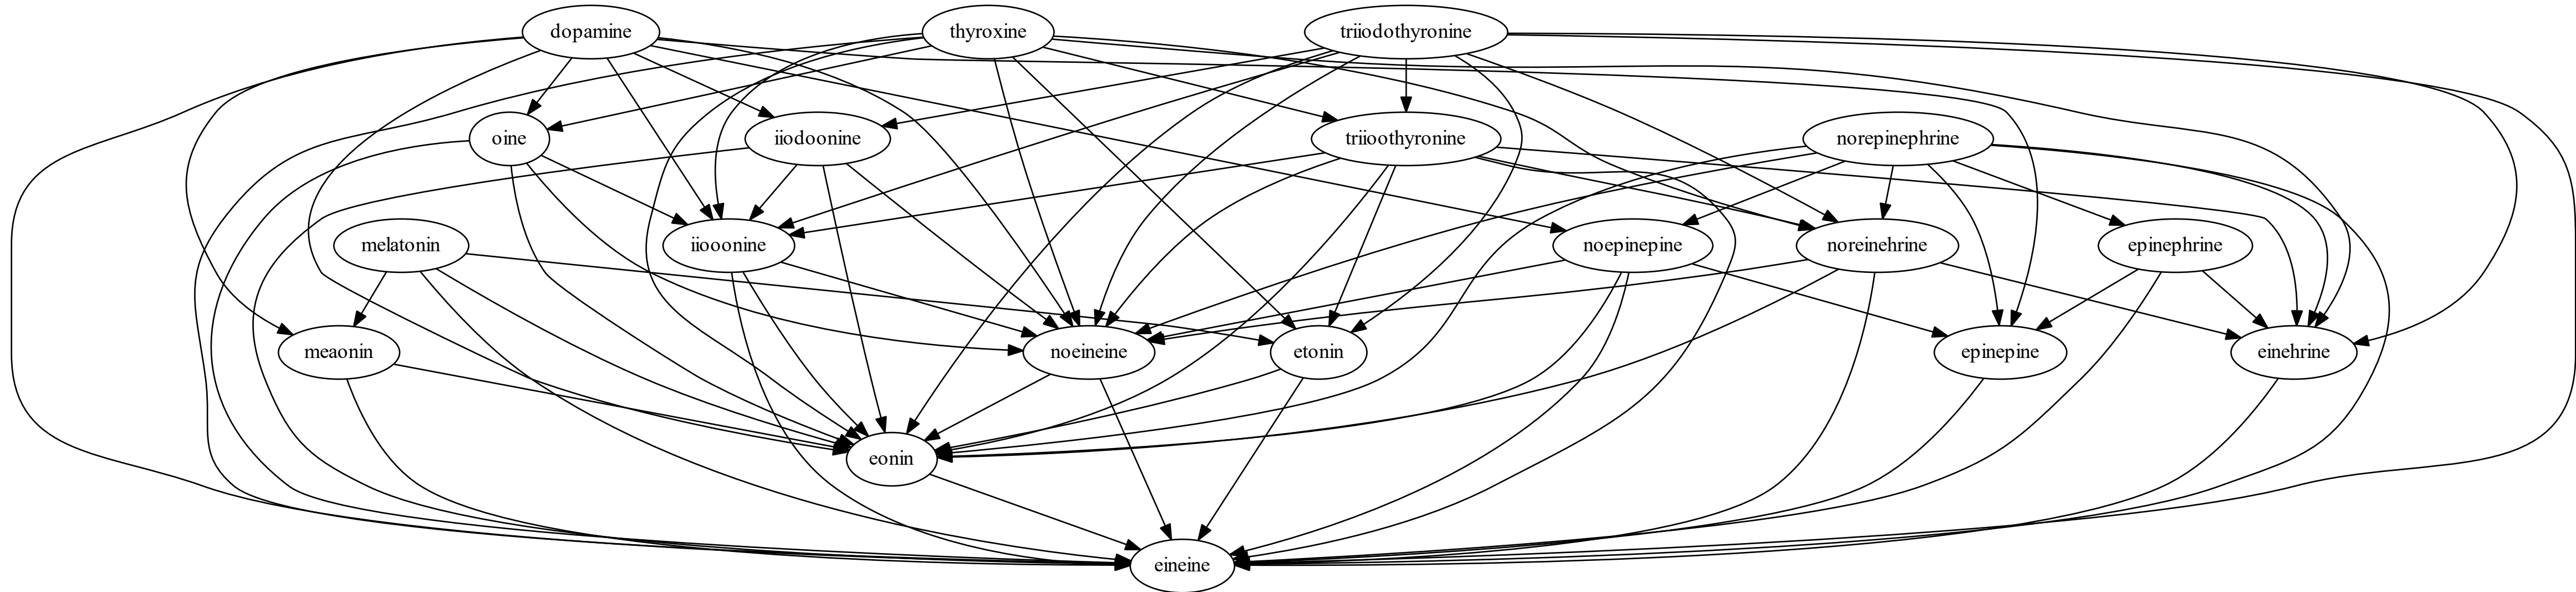 dopamine
thyroxine
triiodothyronine
oine
iiodoonine
triioothyronine
norepinephrine
melatonin
iiooonine
noepinepine
noreinehrine
epinephrine
meaonin
noeineine
etonin
epinepine
einehrine
eonin
eineine